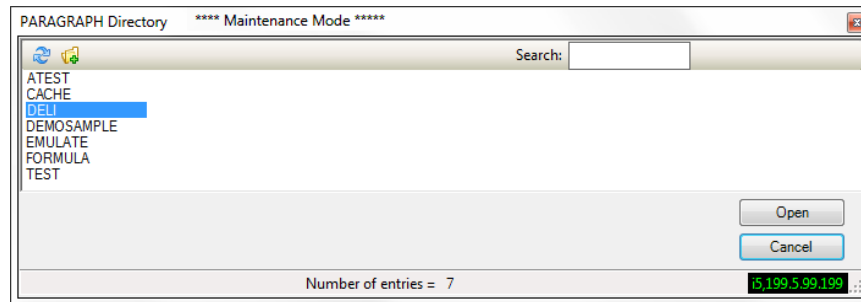 PARAGRAPH Directory **** Maintenance Mode *****
Search:
ATEST
CACHE
DELI
DEMOSAMPLE
EMULATE
FORMULA
TEST
Open
Cancel
Number of entries = 7
i5,199.5.99.199